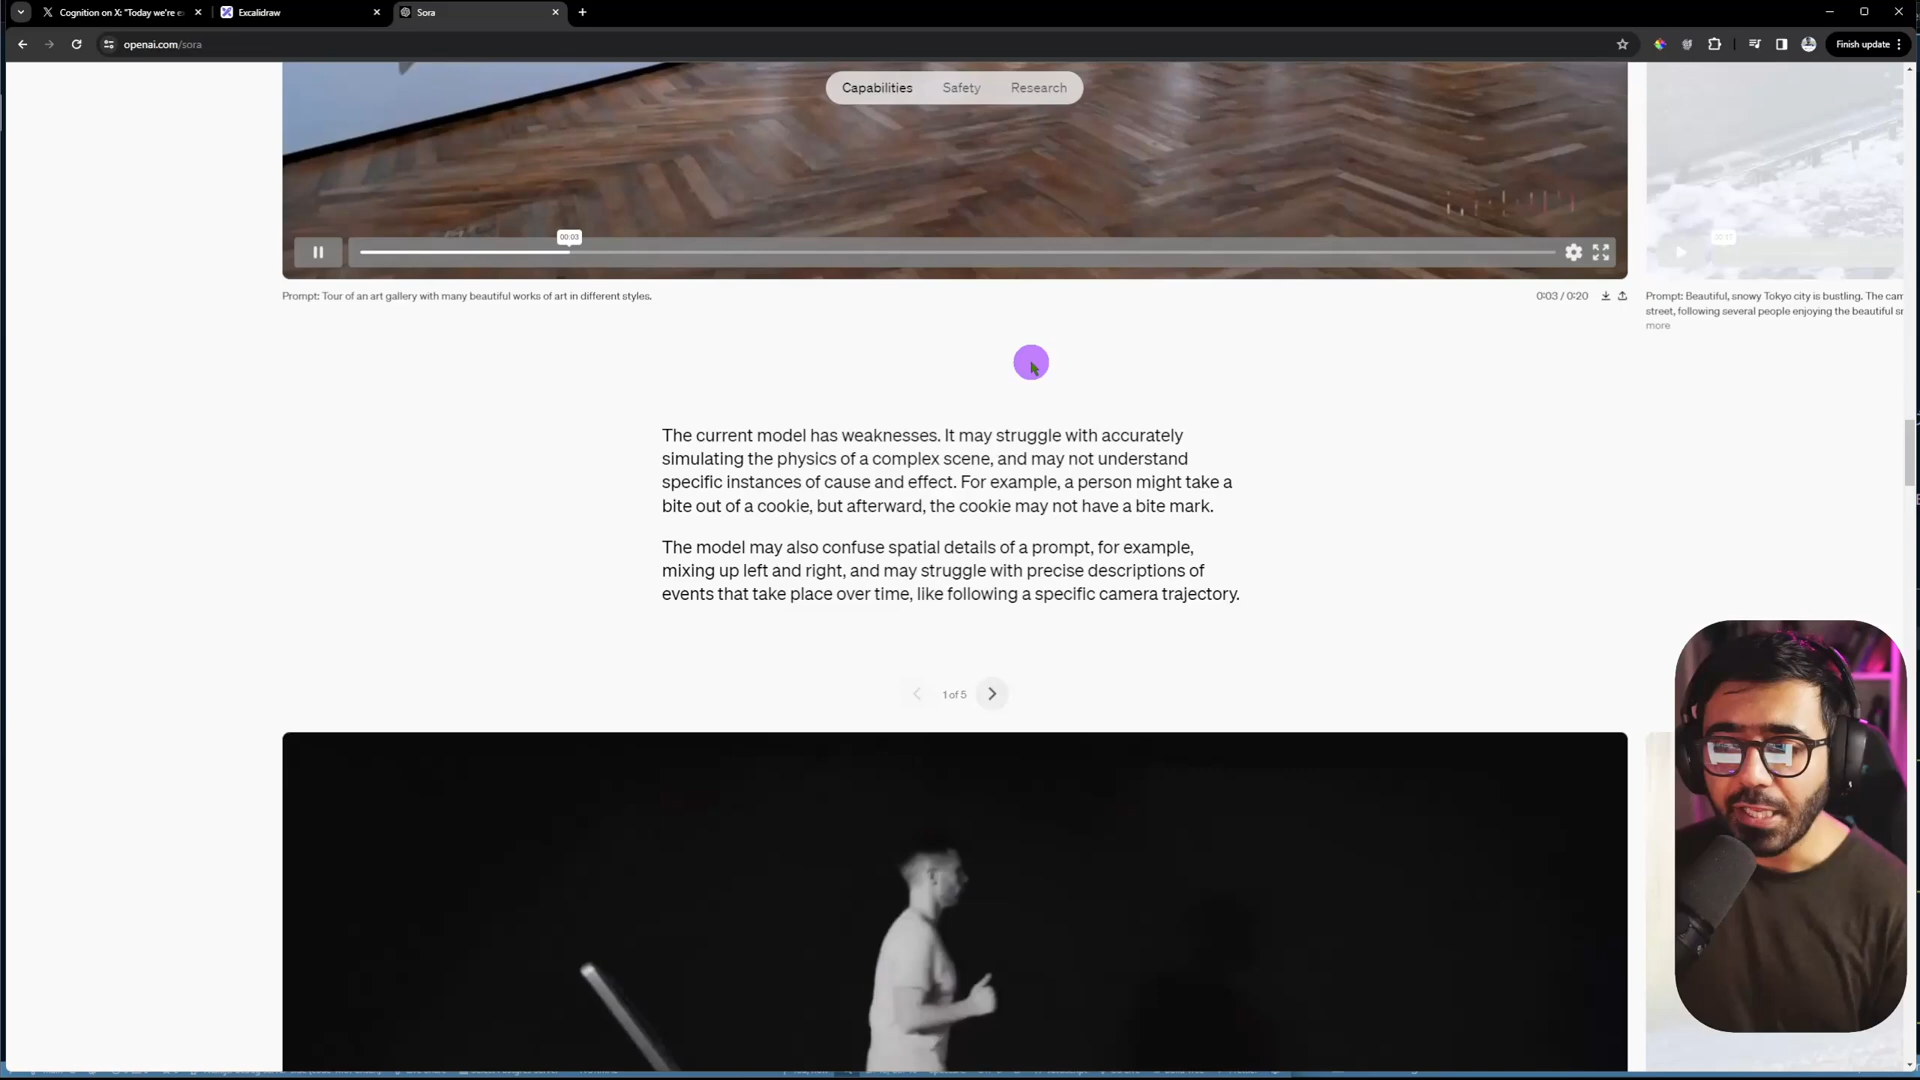 Cognition on X: "Today we're e
Excalidraw
Sora
openai.com/sora
Finish update
Capabilities
Safety
Research
00:03
00:17
Prompt: Tour of an art gallery with many beautiful works of art in different styles.
0:03 / 0:20
Prompt: Beautiful, snowy Tokyo city is bustling. The cam
street, following several people enjoying the beautiful s
more
The current model has weaknesses. It may struggle with accurately
simulating the physics of a complex scene, and may not understand
specific instances of cause and effect. For example, a person might take a
bite out of a cookie, but afterward, the cookie may not have a bite mark.
The model may also confuse spatial details of a prompt, for example,
mixing up left and right, and may struggle with precise descriptions of
events that take place over time, like following a specific camera trajectory.
1 of 5